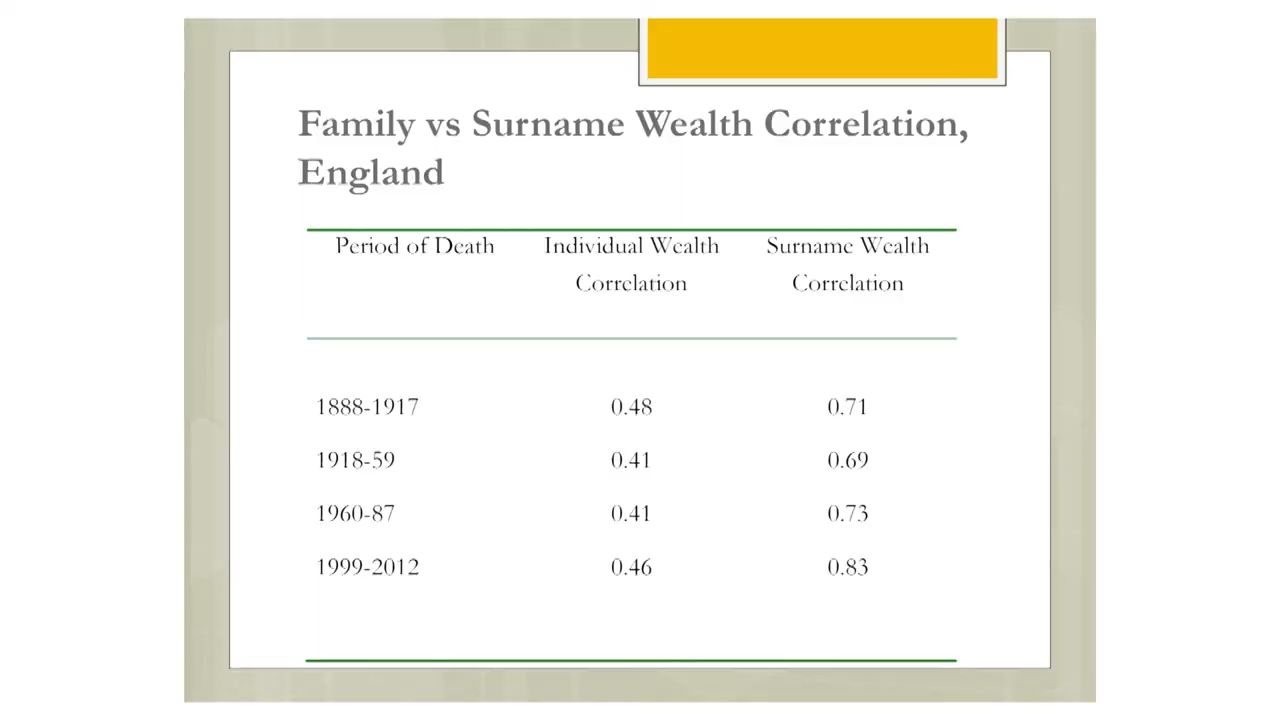 Family vs Surname Wealth Correlation,
England
Period of Death Individual Wealth Surname Wealth
Correlation Correlation
1888-1917 0.48 0.71
1918-59 0.41 0.69
1960-87 0.41 0.73
1999-2012 0.46 0.83